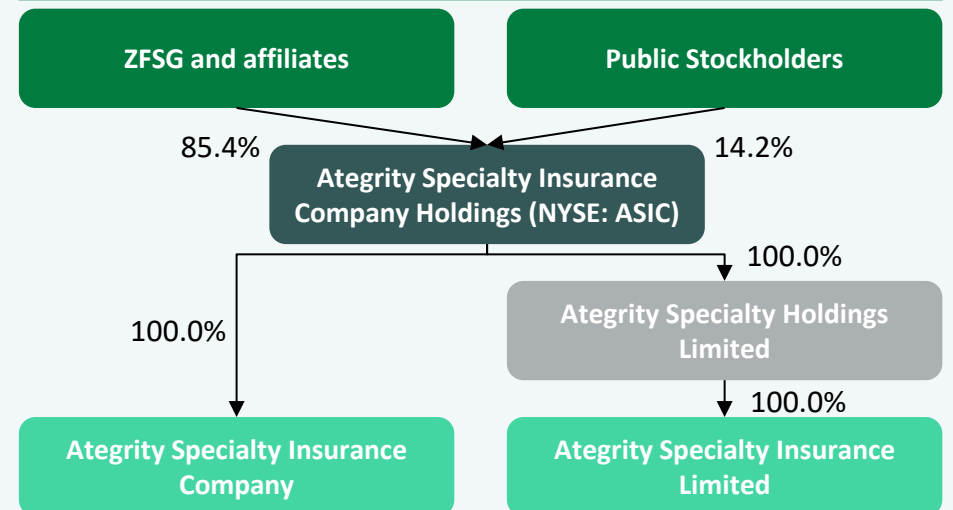 ZFSG and affiliates
Public Stockholders
85.4%
14.2%
Ategrity Specialty Insurance
Company Holdings (NYSE: ASIC)
100.0%
Ategrity Specialty Holdings
Limited
100.0%
100.0%
Ategrity Specialty Insurance
Company
Ategrity Specialty Insurance
Limited